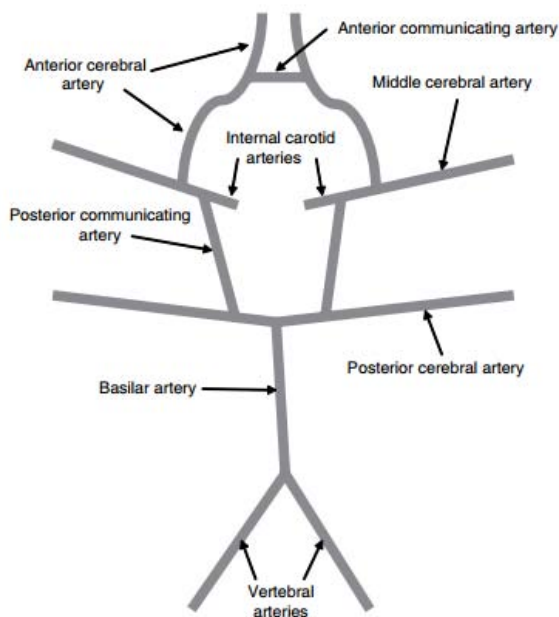 Anterior communicating artery
Anterior cerebral
artery
Middle cerebral artery
Internal carotid
arteries
Posterior communicating
artery
Posterior cerebral artery
Basilar artery
Vertebral
arteries